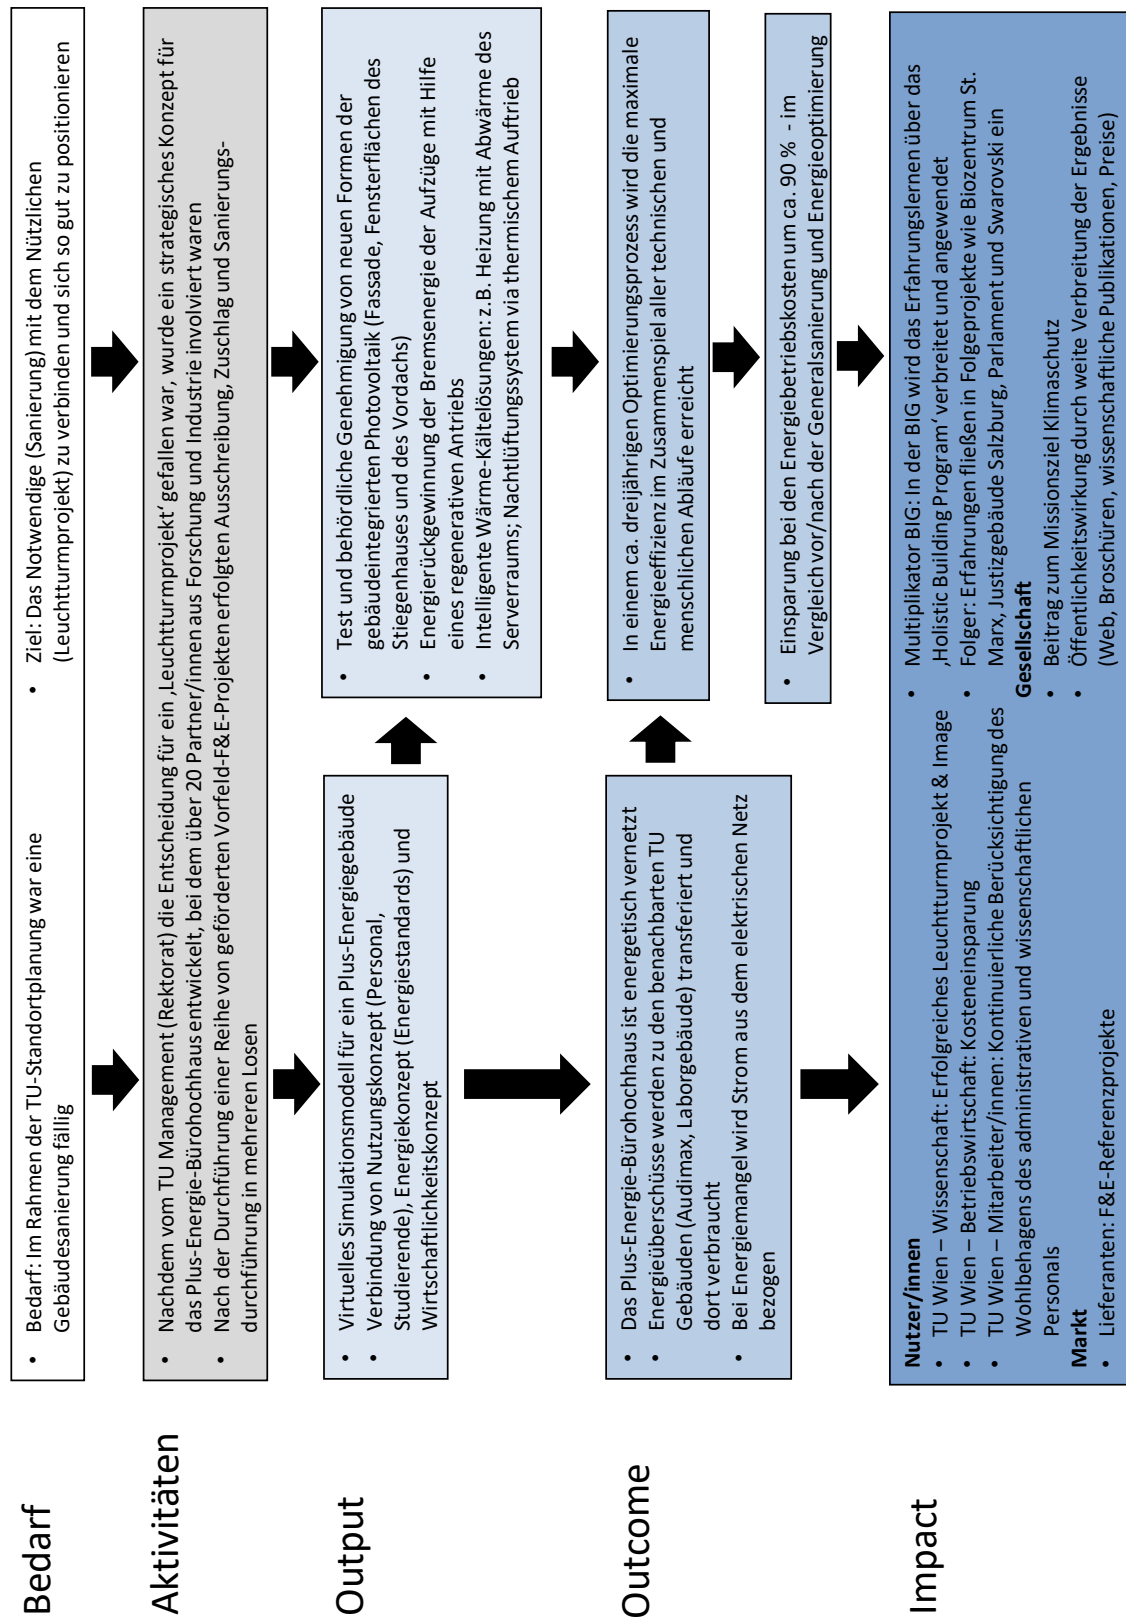 Bedarf
• Bedarf: Im Rahmen der TU-Standortplanung war eine
Gebäudesanierung fällig
• Ziel: Das Notwendige (Sanierung) mit dem Nützlichen
(Leuchtturmprojekt) zu verbinden und sich so gut zu positionieren
Aktivitäten
• Nachdem vom TU Management (Rektorat) die Entscheidung für ein ‚Leuchtturmprojekt‘ gefallen war, wurde ein strategisches Konzept für
das Plus-Energie-Bürohochhaus entwickelt, bei dem über 20 Partner/innen aus Forschung und Industrie involviert waren
• Nach der Durchführung einer Reihe von geförderten Vorfeld-F&E-Projekten erfolgten Ausschreibung, Zuschlag und Sanierungs-
durchführung in mehreren Losen
Output
• Virtuelles Simulationsmodell für ein Plus-Energiegebäude
• Verbindung von Nutzungskonzept (Personal,
Studierende), Energiekonzept (Energiestandards) und
Wirtschaftlichkeitskonzept
• Test und behördliche Genehmigung von neuen Formen der
gebäudeintegrierten Photovoltaik (Fassade, Fensterflächen des
Stiegenhauses und des Vordachs)
• Energierückgewinnung der Bremsenergie der Aufzüge mit Hilfe
eines regenerativen Antriebs
• Intelligente Wärme-Kältelösungen: z.B. Heizung mit Abwärme des
Serverraums; Nachtlüftungssystem via thermischen Auftrieb
Outcome
• Das Plus-Energie-Bürohochhaus ist energetisch vernetzt
• Energieüberschüsse werden zu den benachbarten TU
Gebäuden (Audimax, Laborgebäude) transferiert und
dort verbraucht
• Bei Energiemangel wird Strom aus dem elektrischen Netz
bezogen
• In einem ca. dreijährigen Optimierungsprozess wird die maximale
Energieeffizienz im Zusammenspiel aller technischen und
menschlichen Abläufe erreicht
• Einsparung bei den Energiebetriebskosten um ca. 90 % - im
Vergleich vor/nach der Generalsanierung und Energieoptimierung
Impact
Nutzer/innen
• TU Wien – Wissenschaft: Erfolgreiches Leuchtturmprojekt & Image
• TU Wien – Betriebswirtschaft: Kosteneinsparung
• TU Wien – Mitarbeiter/innen: Kontinuierliche Berücksichtigung des
Wohlbehagens des administrativen und wissenschaftlichen
Personals
Markt
• Lieferanten: F&E-Referenzprojekte
• Multiplikator BIG: In der BIG wird das Erfahrungslernen über das
‚Holistic Building Program‘ verbreitet und angewendet
• Folger: Erfahrungen fließen in Folgeprojekte wie Biozentrum St.
Marx, Justizgebäude Salzburg, Parlament und Swarovski ein
Gesellschaft
• Beitrag zum Missionsziel Klimaschutz
• Öffentlichkeitswirkung durch weite Verbreitung der Ergebnisse
(Web, Broschüren, wissenschaftliche Publikationen, Preise)